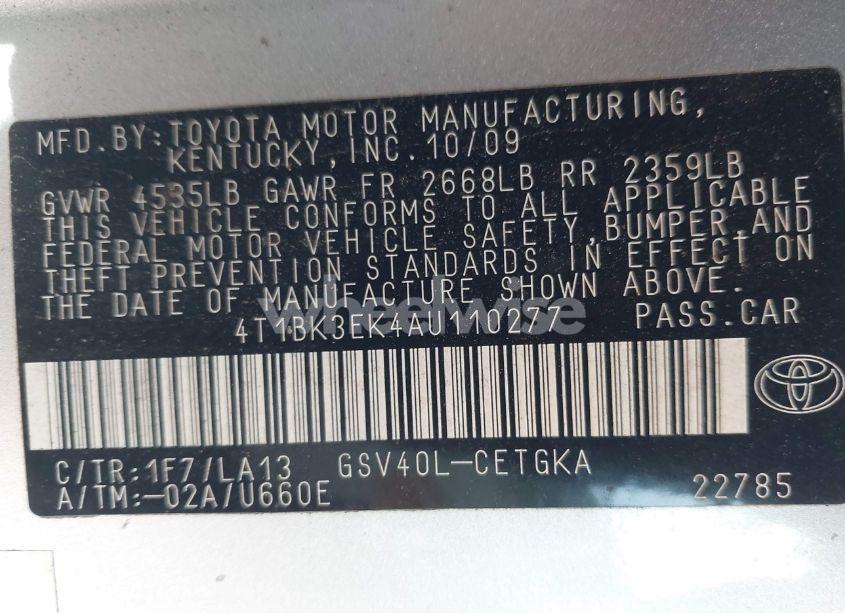 MFD. BY: TOYOTA MOTOR MANUFACTURING,
KENTUCKY, INC. 10/09
GVWR 4535LB GAWR FR 2668LB RR 2359LB
THIS VEHICLE CONFORMS TO ALL APPLICABLE
FEDERAL MOTOR VEHICLE SAFETY, BUMPER, AND
THEFT PREVENTION STANDARDS IN EFFECT ON
THE DATE OF MANUFACTURE SHOWN ABOVE.
wheelwise
4T1BK3EK4AU110277 PASS. CAR
C/TR: 1F7/LA13 GSV40L-CETGKA
A/TM:-02A/U660E 22785